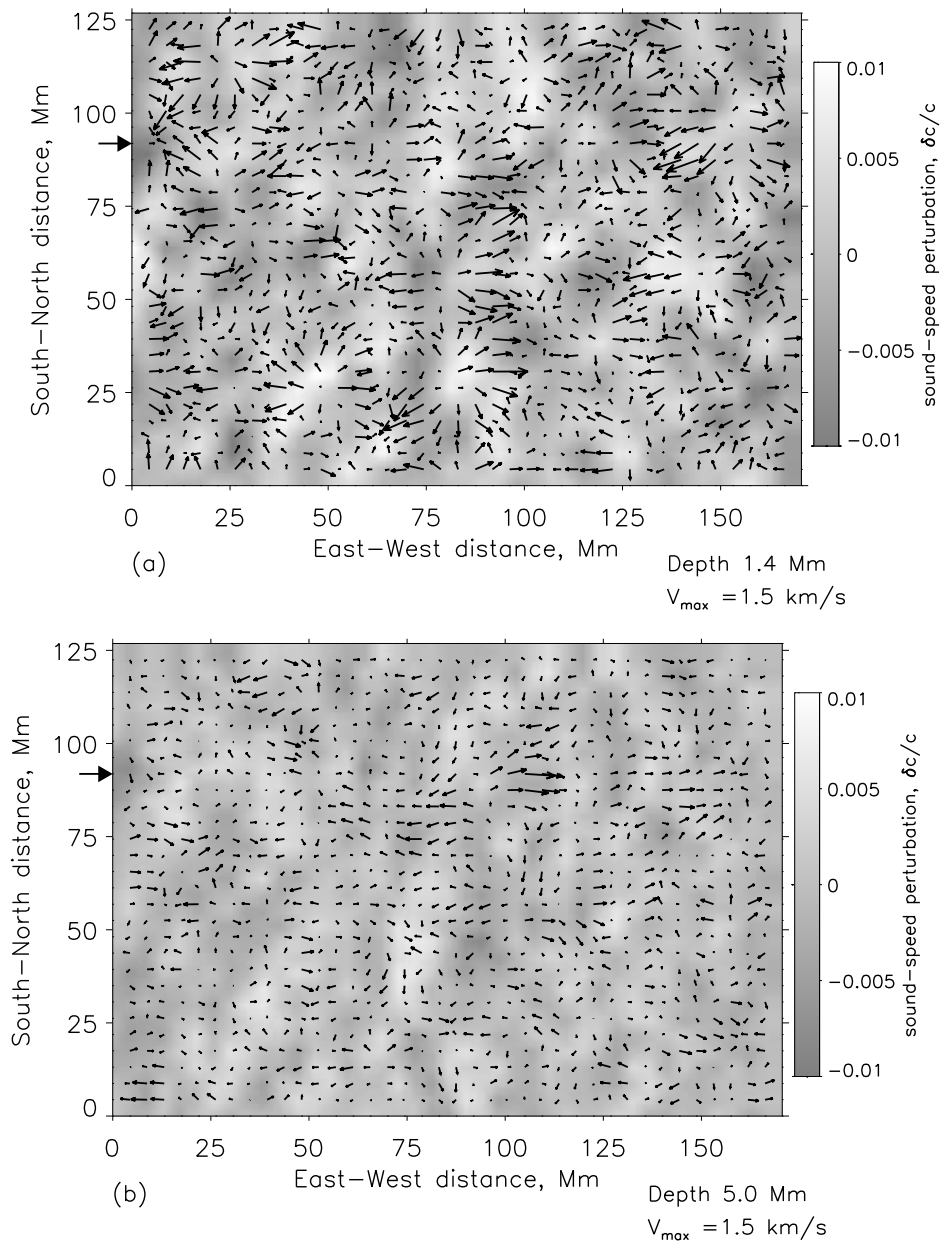 125
100
75
50
25
0
South-North distance, Mm
0 25 50 75 100 125 150
East-West distance, Mm
0.01
0.005
0
-0.005
-0.01
sound-speed perturbation, δc/c
(a)
Depth 1.4 Mm
Vmax =1.5 km/s
125
100
75
50
25
0
South-North distance, Mm
0 25 50 75 100 125 150
East-West distance, Mm
0.01
0.005
0
-0.005
-0.01
sound-speed perturbation, δc/c
(b)
Depth 5.0 Mm
Vmax =1.5 km/s